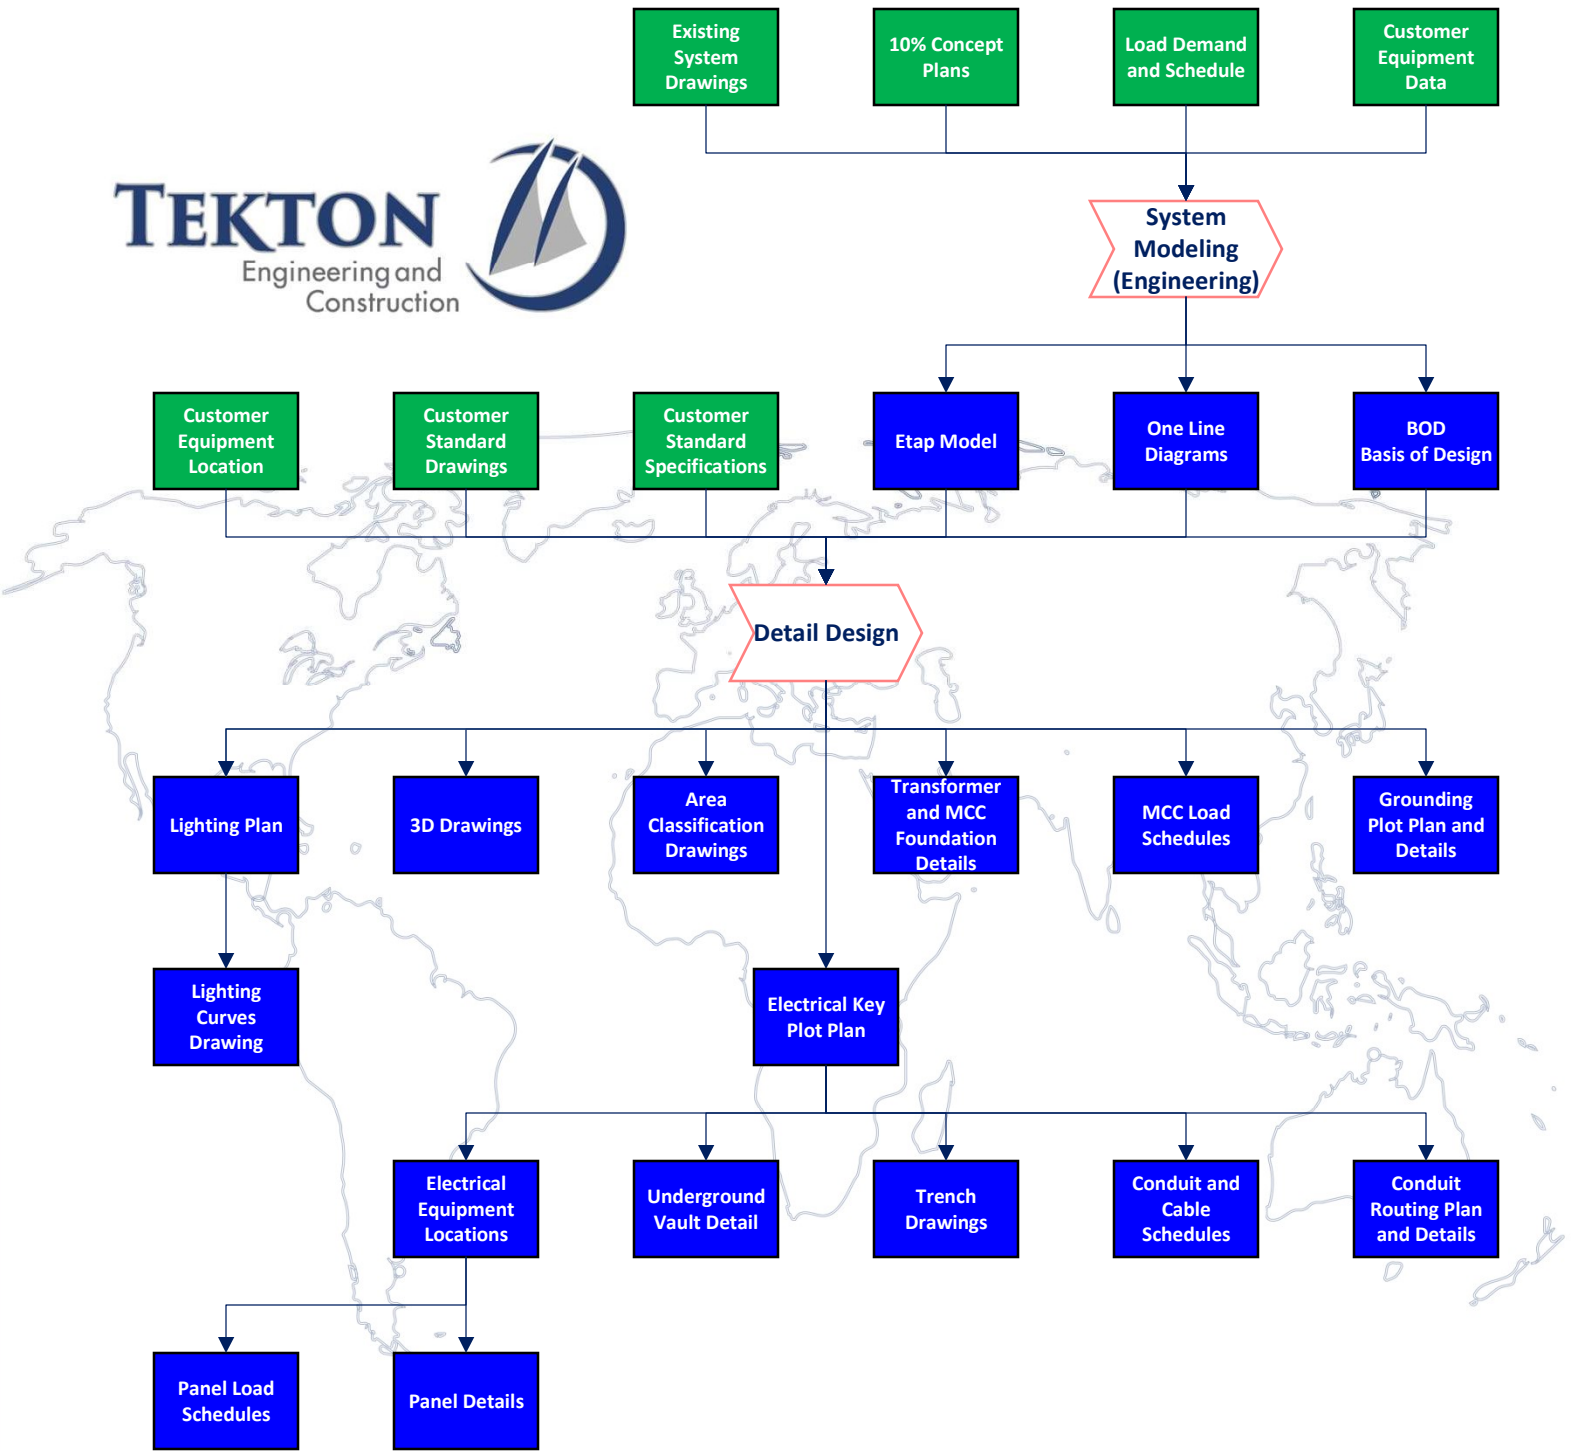 Existing
System
Drawings
10% Concept
Plans
Load Demand
and Schedule
Customer
Equipment
Data
TEKTON
Engineering and
Construction
System
Modeling
(Engineering)
Customer
Equipment
Location
Customer
Standard
Drawings
Customer
Standard
Specifications
Etap Model
One Line
Diagrams
BOD
Basis of Design
Detail Design
Lighting Plan
3D Drawings
Area
Classification
Drawings
Transformer
and MCC
Foundation
Details
MCC Load
Schedules
Grounding
Plot Plan and
Details
Lighting
Curves
Drawing
Electrical Key
Plot Plan
Electrical
Equipment
Locations
Underground
Vault Detail
Trench
Drawings
Conduit and
Cable
Schedules
Conduit
Routing Plan
and Details
Panel Load
Schedules
Panel Details